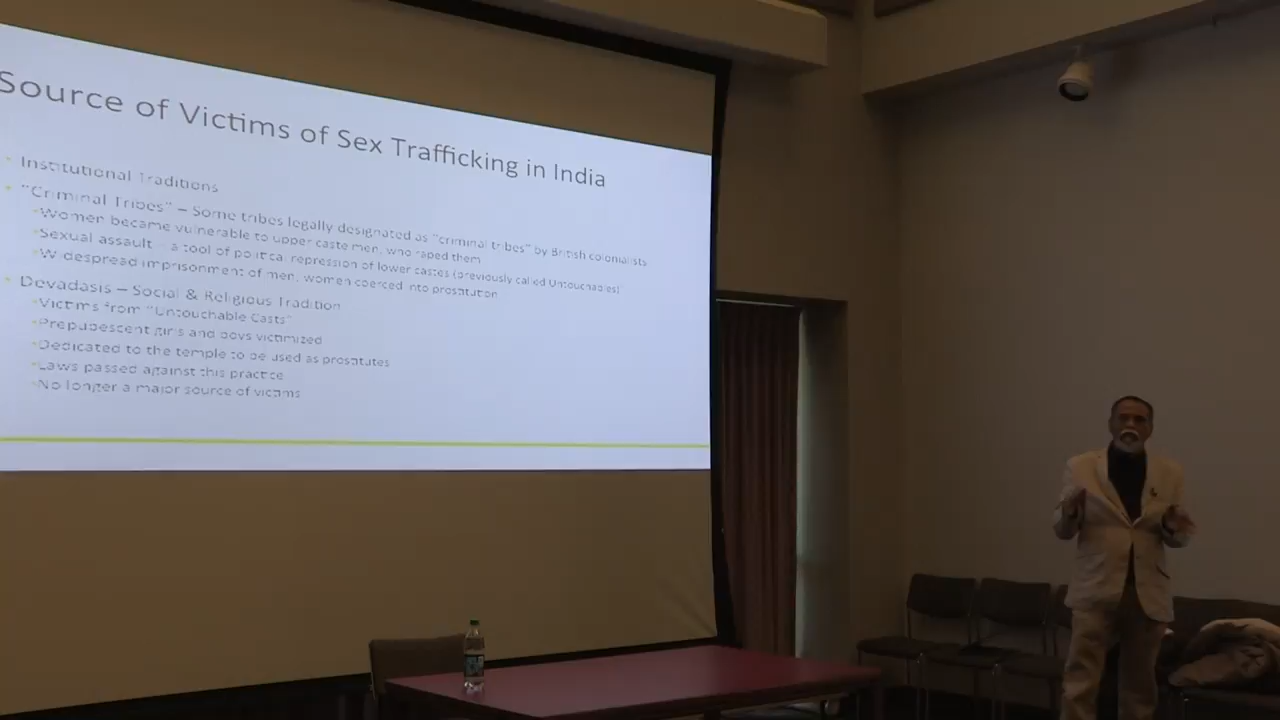 Source of Victims of Sex Trafficking in India
Institutional Traditions
"Criminal Tribes" – Some tribes legally designated as "criminal tribes" by British colonialists
Women became vulnerable to upper caste men, who raped them
Sexual assault – a tool of political repression of lower castes (previously called Untouchables)
Widespread imprisonment of men, women coerced into prostitution
Devadasis – Social & Religious Tradition
Victims from "Untouchable Casts"
Prepubescent girls and boys victimized
Dedicated to the temple to be used as prostitutes
Laws passed against this practice
No longer a major source of victims